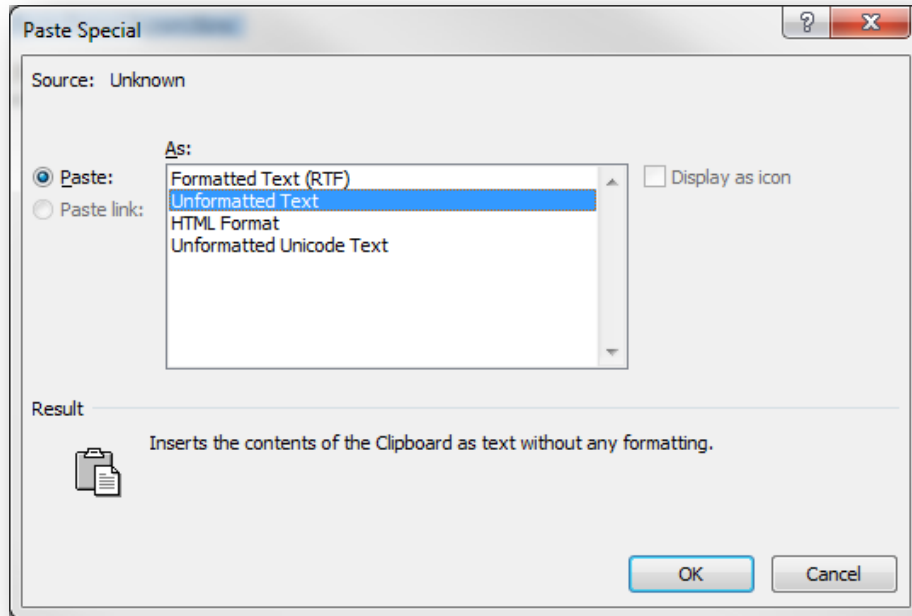 Paste Special
Source: Unknown
As:
Paste:
Paste link:
Formatted Text (RTF)
Unformatted Text
HTML Format
Unformatted Unicode Text
Display as icon
Result
Inserts the contents of the Clipboard as text without any formatting.
OK
Cancel